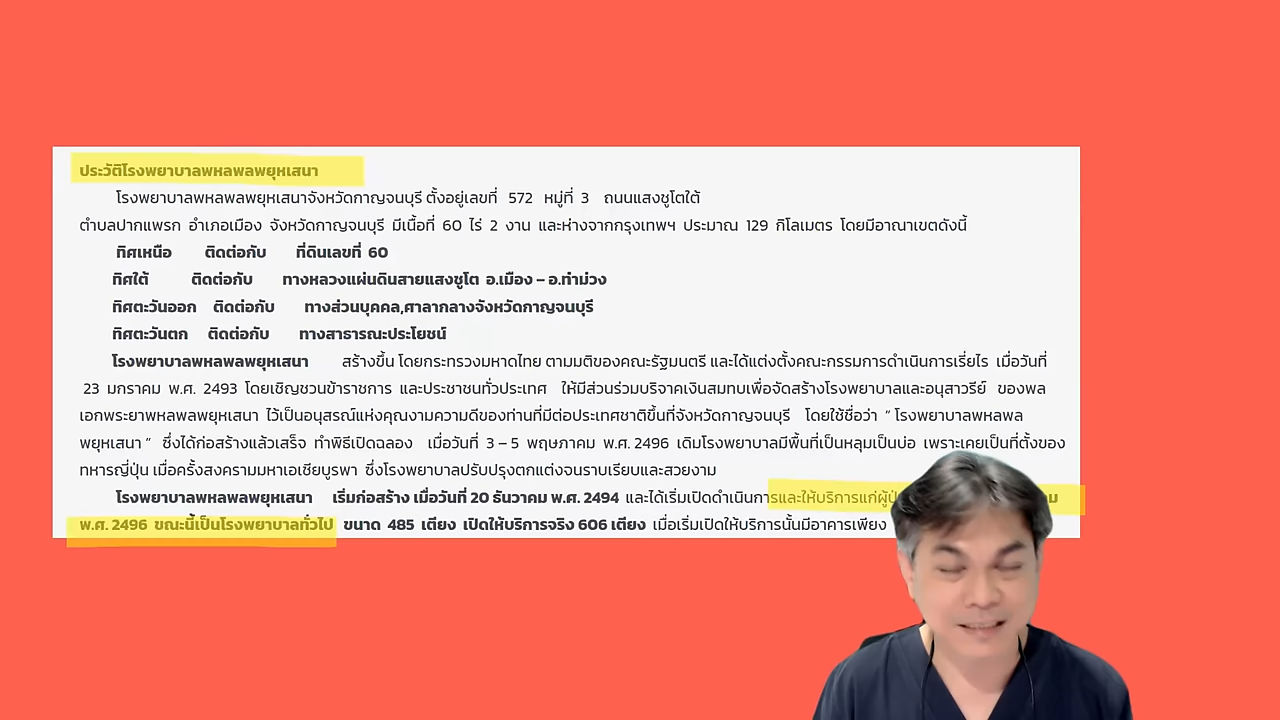 ประวัติโรงพยาบาลพหลพลพยุหเสนา
โรงพยาบาลพหลพลพยุหเสนาจังหวัดกาญจนบุรี ตั้งอยู่เลขที่ 572 หมู่ที่ 3 ถนนแสงชูโตใต้
ตำบลปากแพรก อำเภอเมือง จังหวัดกาญจนบุรี มีเนื้อที่ 60 ไร่ 2 งาน และห่างจากกรุงเทพฯ ประมาณ 129 กิโลเมตร โดยมีอาณาเขตดังนี้
ทิศเหนือ ติดต่อกับ ที่ดินเลขที่ 60
ทิศใต้ ติดต่อกับ ทางหลวงแผ่นดินสายแสงชูโต อ.เมือง – อ.ท่าม่วง
ทิศตะวันออก ติดต่อกับ ทางส่วนบุคคล,ศาลากลางจังหวัดกาญจนบุรี
ทิศตะวันตก ติดต่อกับ ทางสาธารณะประโยชน์
โรงพยาบาลพหลพลพยุหเสนา สร้างขึ้น โดยกระทรวงมหาดไทย ตามมติของคณะรัฐมนตรี และได้แต่งตั้งคณะกรรมการดำเนินการเรี่ยไร เมื่อวันที่
23 มกราคม พ.ศ. 2493 โดยเชิญชวนข้าราชการ และประชาชนทั่วประเทศ ให้มีส่วนร่วมบริจาคเงินสมทบเพื่อจัดสร้างโรงพยาบาลและอนุสาวรีย์ ของพล
เอกพระยาพหลพลพยุหเสนา ไว้เป็นอนุสรณ์แห่งคุณงามความดีของท่านที่มีต่อประเทศชาติขึ้นที่จังหวัดกาญจนบุรี โดยใช้ชื่อว่า " โรงพยาบาลพหลพล
พยุหเสนา " ซึ่งได้ก่อสร้างแล้วเสร็จ ทำพิธีเปิดฉลอง เมื่อวันที่ 3 – 5 พฤษภาคม พ.ศ. 2496 เดิมโรงพยาบาลมีพื้นที่เป็นหลุมเป็นบ่อ เพราะเคยเป็นที่ตั้งของ
ทหารญี่ปุ่น เมื่อครั้งสงครามมหาเอเชียบูรพา ซึ่งโรงพยาบาลปรับปรุงตกแต่งจนราบเรียบและสวยงาม
โรงพยาบาลพหลพลพยุหเสนา เริ่มก่อสร้าง เมื่อวันที่ 20 ธันวาคม พ.ศ. 2494 และได้เริ่มเปิดดำเนินการและให้บริการแก่
พ.ศ. 2496 ขณะนี้เป็นโรงพยาบาลทั่วไป ขนาด 485 เตียง เปิดให้บริการจริง 606 เตียง เมื่อเริ่มเปิดให้บริการนั้นมีอาคารเพียง